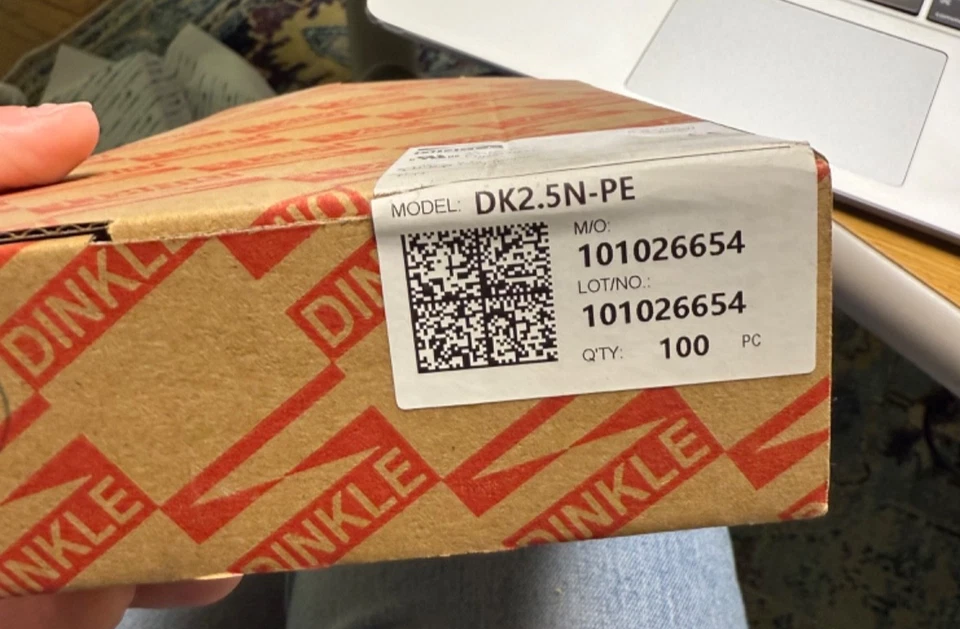 MODEL: DK2.5N-PE
M/O:
101026654
LOT/NO.:
101026654
Q'TY: 100 PC
DINKLE
DINKLE
DINKLE
DINKLE